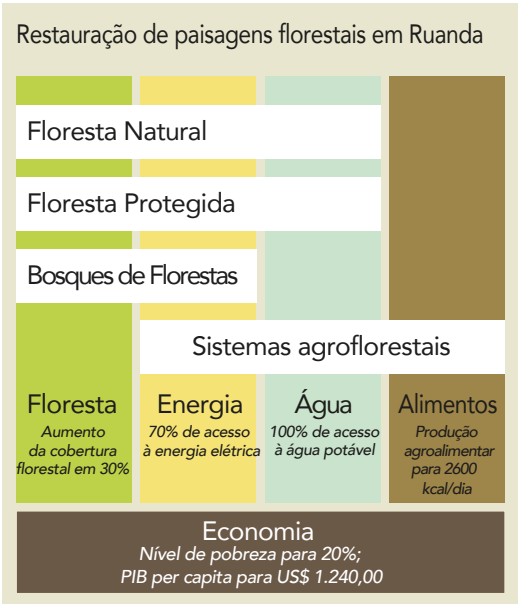 Restauração de paisagens florestais em Ruanda
Floresta Natural
Floresta Protegida
Bosques de Florestas
Sistemas agroflorestais
Floresta
Aumento
da cobertura
florestal em 30%
Energia
70% de acesso
à energia elétrica
Água
100% de acesso
à água potável
Alimentos
Produção
agroalimentar
para 2600
kcal/dia
Economia
Nível de pobreza para 20%;
PIB per capita para US$ 1.240,00